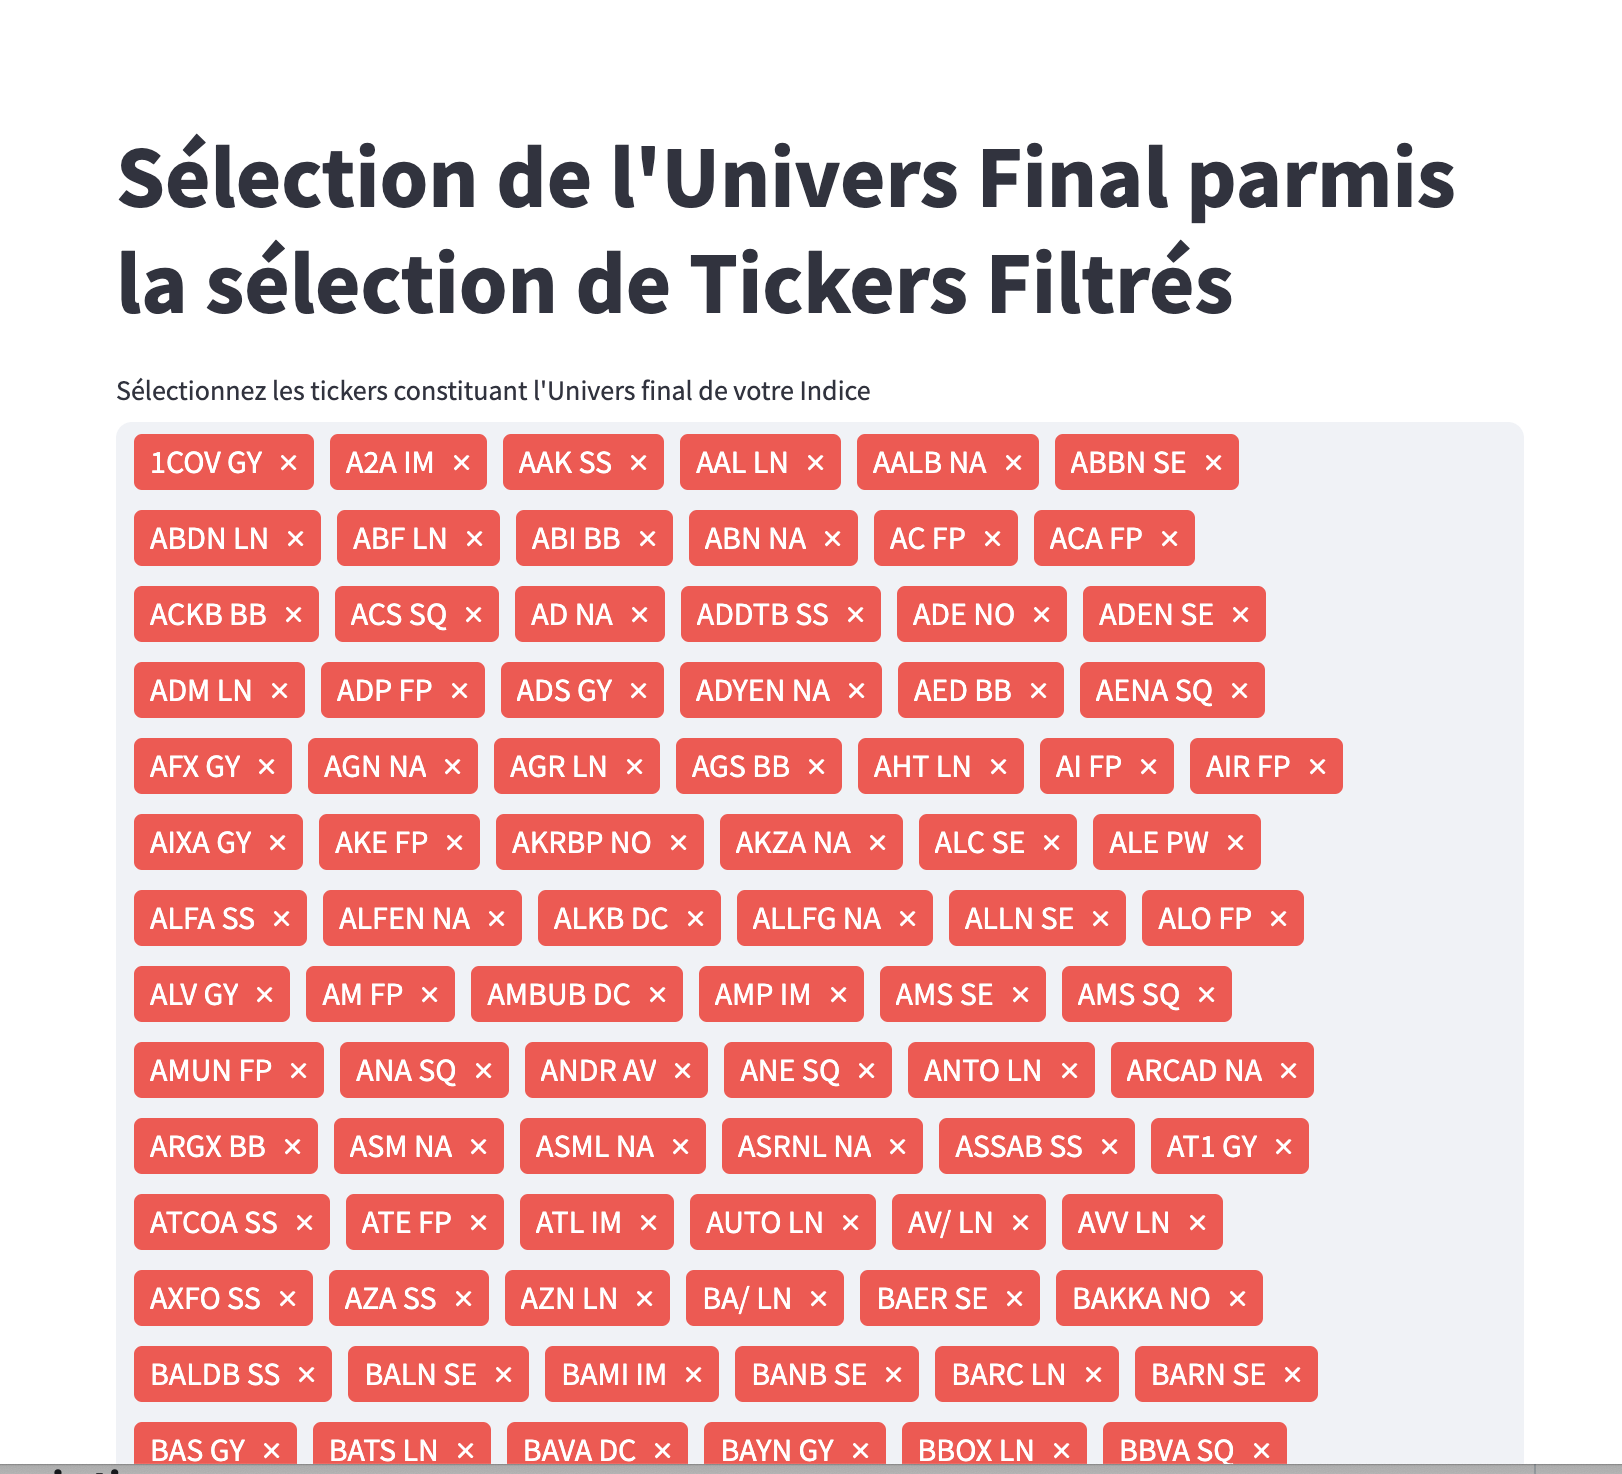 Sélection de l'Univers Final parmis
la sélection de Tickers Filtrés
Sélectionnez les tickers constituant l'Univers final de votre Indice
1COV GY × A2A IM × AAK SS × AAL LN × AALB NA × ABBN SE ×
ABDN LN × ABF LN × ABI BB × ABN NA × AC FP × ACA FP ×
ACKB BB × ACS SQ × AD NA × ADDTB SS × ADE NO × ADEN SE ×
ADM LN × ADP FP × ADS GY × ADYEN NA × AED BB × AENA SQ ×
AFX GY × AGN NA × AGR LN × AGS BB × AHT LN × AI FP × AIR FP ×
AIXA GY × AKE FP × AKRBP NO × AKZA NA × ALC SE × ALE PW ×
ALFA SS × ALFEN NA × ALKB DC × ALLFG NA × ALLN SE × ALO FP ×
ALV GY × AM FP × AMBUB DC × AMP IM × AMS SE × AMS SQ ×
AMUN FP × ANA SQ × ANDR AV × ANE SQ × ANTO LN × ARCAD NA ×
ARGX BB × ASM NA × ASML NA × ASRNL NA × ASSAB SS × AT1 GY ×
ATCOA SS × ATE FP × ATL IM × AUTO LN × AV/ LN × AVV LN ×
AXFO SS × AZA SS × AZN LN × BA/ LN × BAER SE × BAKKA NO ×
BALDB SS × BALN SE × BAMI IM × BANB SE × BARC LN × BARN SE ×
BAS GY × BATS LN × BAVA DC × BAYN GY × BBOX LN × BBVA SQ ×